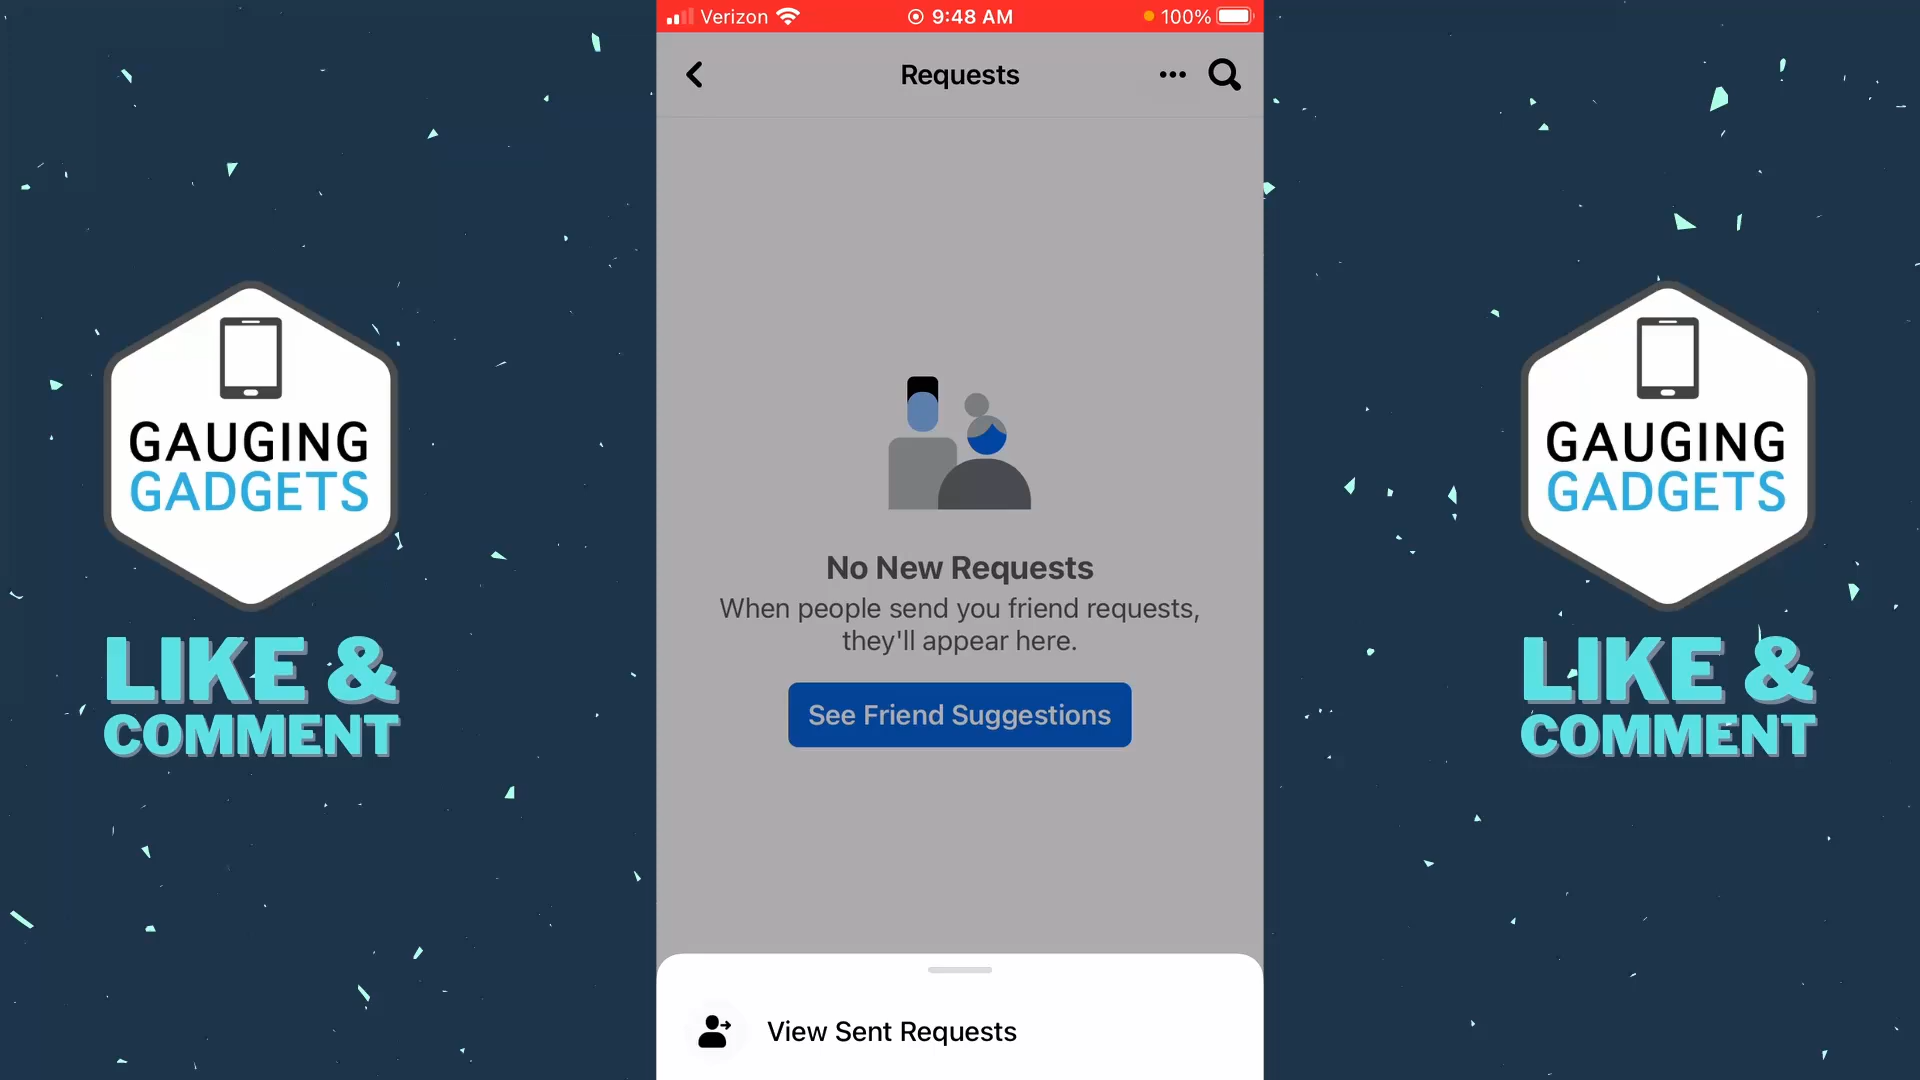 Verizon 9:48 AM 100%
Requests
GAUGING
GADGETS
LIKE &
COMMENT
No New Requests
When people send you friend requests,
they'll appear here.
See Friend Suggestions
View Sent Requests
GAUGING
GADGETS
LIKE &
COMMENT